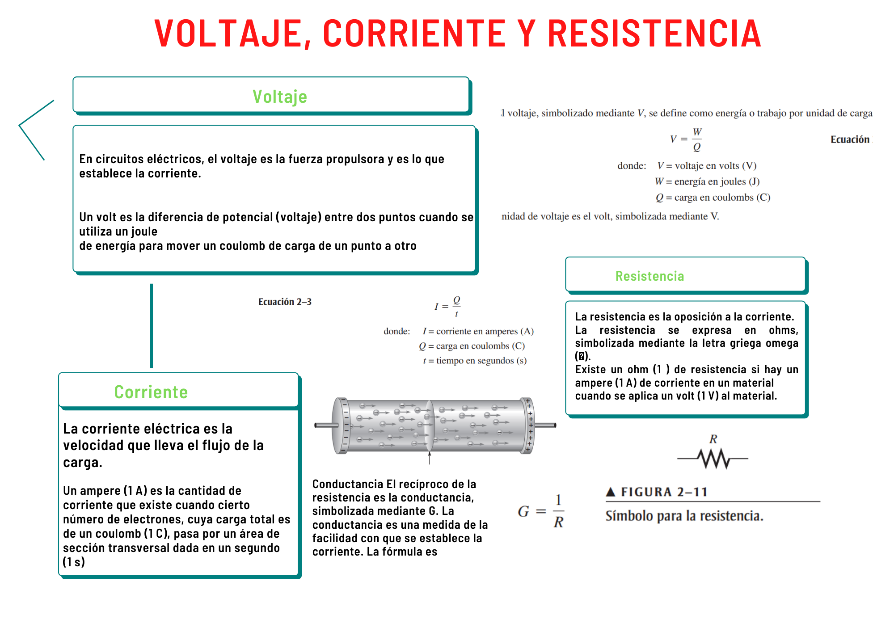 VOLTAJE, CORRIENTE Y RESISTENCIA
Voltaje
En circuitos eléctricos, el voltaje es la fuerza propulsora y es lo que
establece la corriente.
Un volt es la diferencia de potencial (voltaje) entre dos puntos cuando se
utiliza un joule
de energía para mover un coulomb de carga de un punto a otro
l voltaje, simbolizado mediante V, se define como energía o trabajo por unidad de carga
V = W/Q
Ecuación
donde: V = voltaje en volts (V)
W = energía en joules (J)
Q = carga en coulombs (C)
nidad de voltaje es el volt, simbolizada mediante V.
Resistencia
La resistencia es la oposición a la corriente.
La resistencia se expresa en ohms,
simbolizada mediante la letra griega omega
(�).
Existe un ohm (1 ) de resistencia si hay un
ampere (1 A) de corriente en un material
cuando se aplica un volt (1 V) al material.
Ecuación 2–3
I = Q/t
donde: I = corriente en amperes (A)
Q = carga en coulombs (C)
t = tiempo en segundos (s)
Corriente
La corriente eléctrica es la
velocidad que lleva el flujo de la
carga.
Un ampere (1 A) es la cantidad de
corriente que existe cuando cierto
número de electrones, cuya carga total es
de un coulomb (1 C), pasa por un área de
sección transversal dada en un segundo
(1 s)
Conductancia El recíproco de la
resistencia es la conductancia,
simbolizada mediante G. La
conductancia es una medida de la
facilidad con que se establece la
corriente. La fórmula es
G = 1/R
R
▲ FIGURA 2–11
Símbolo para la resistencia.